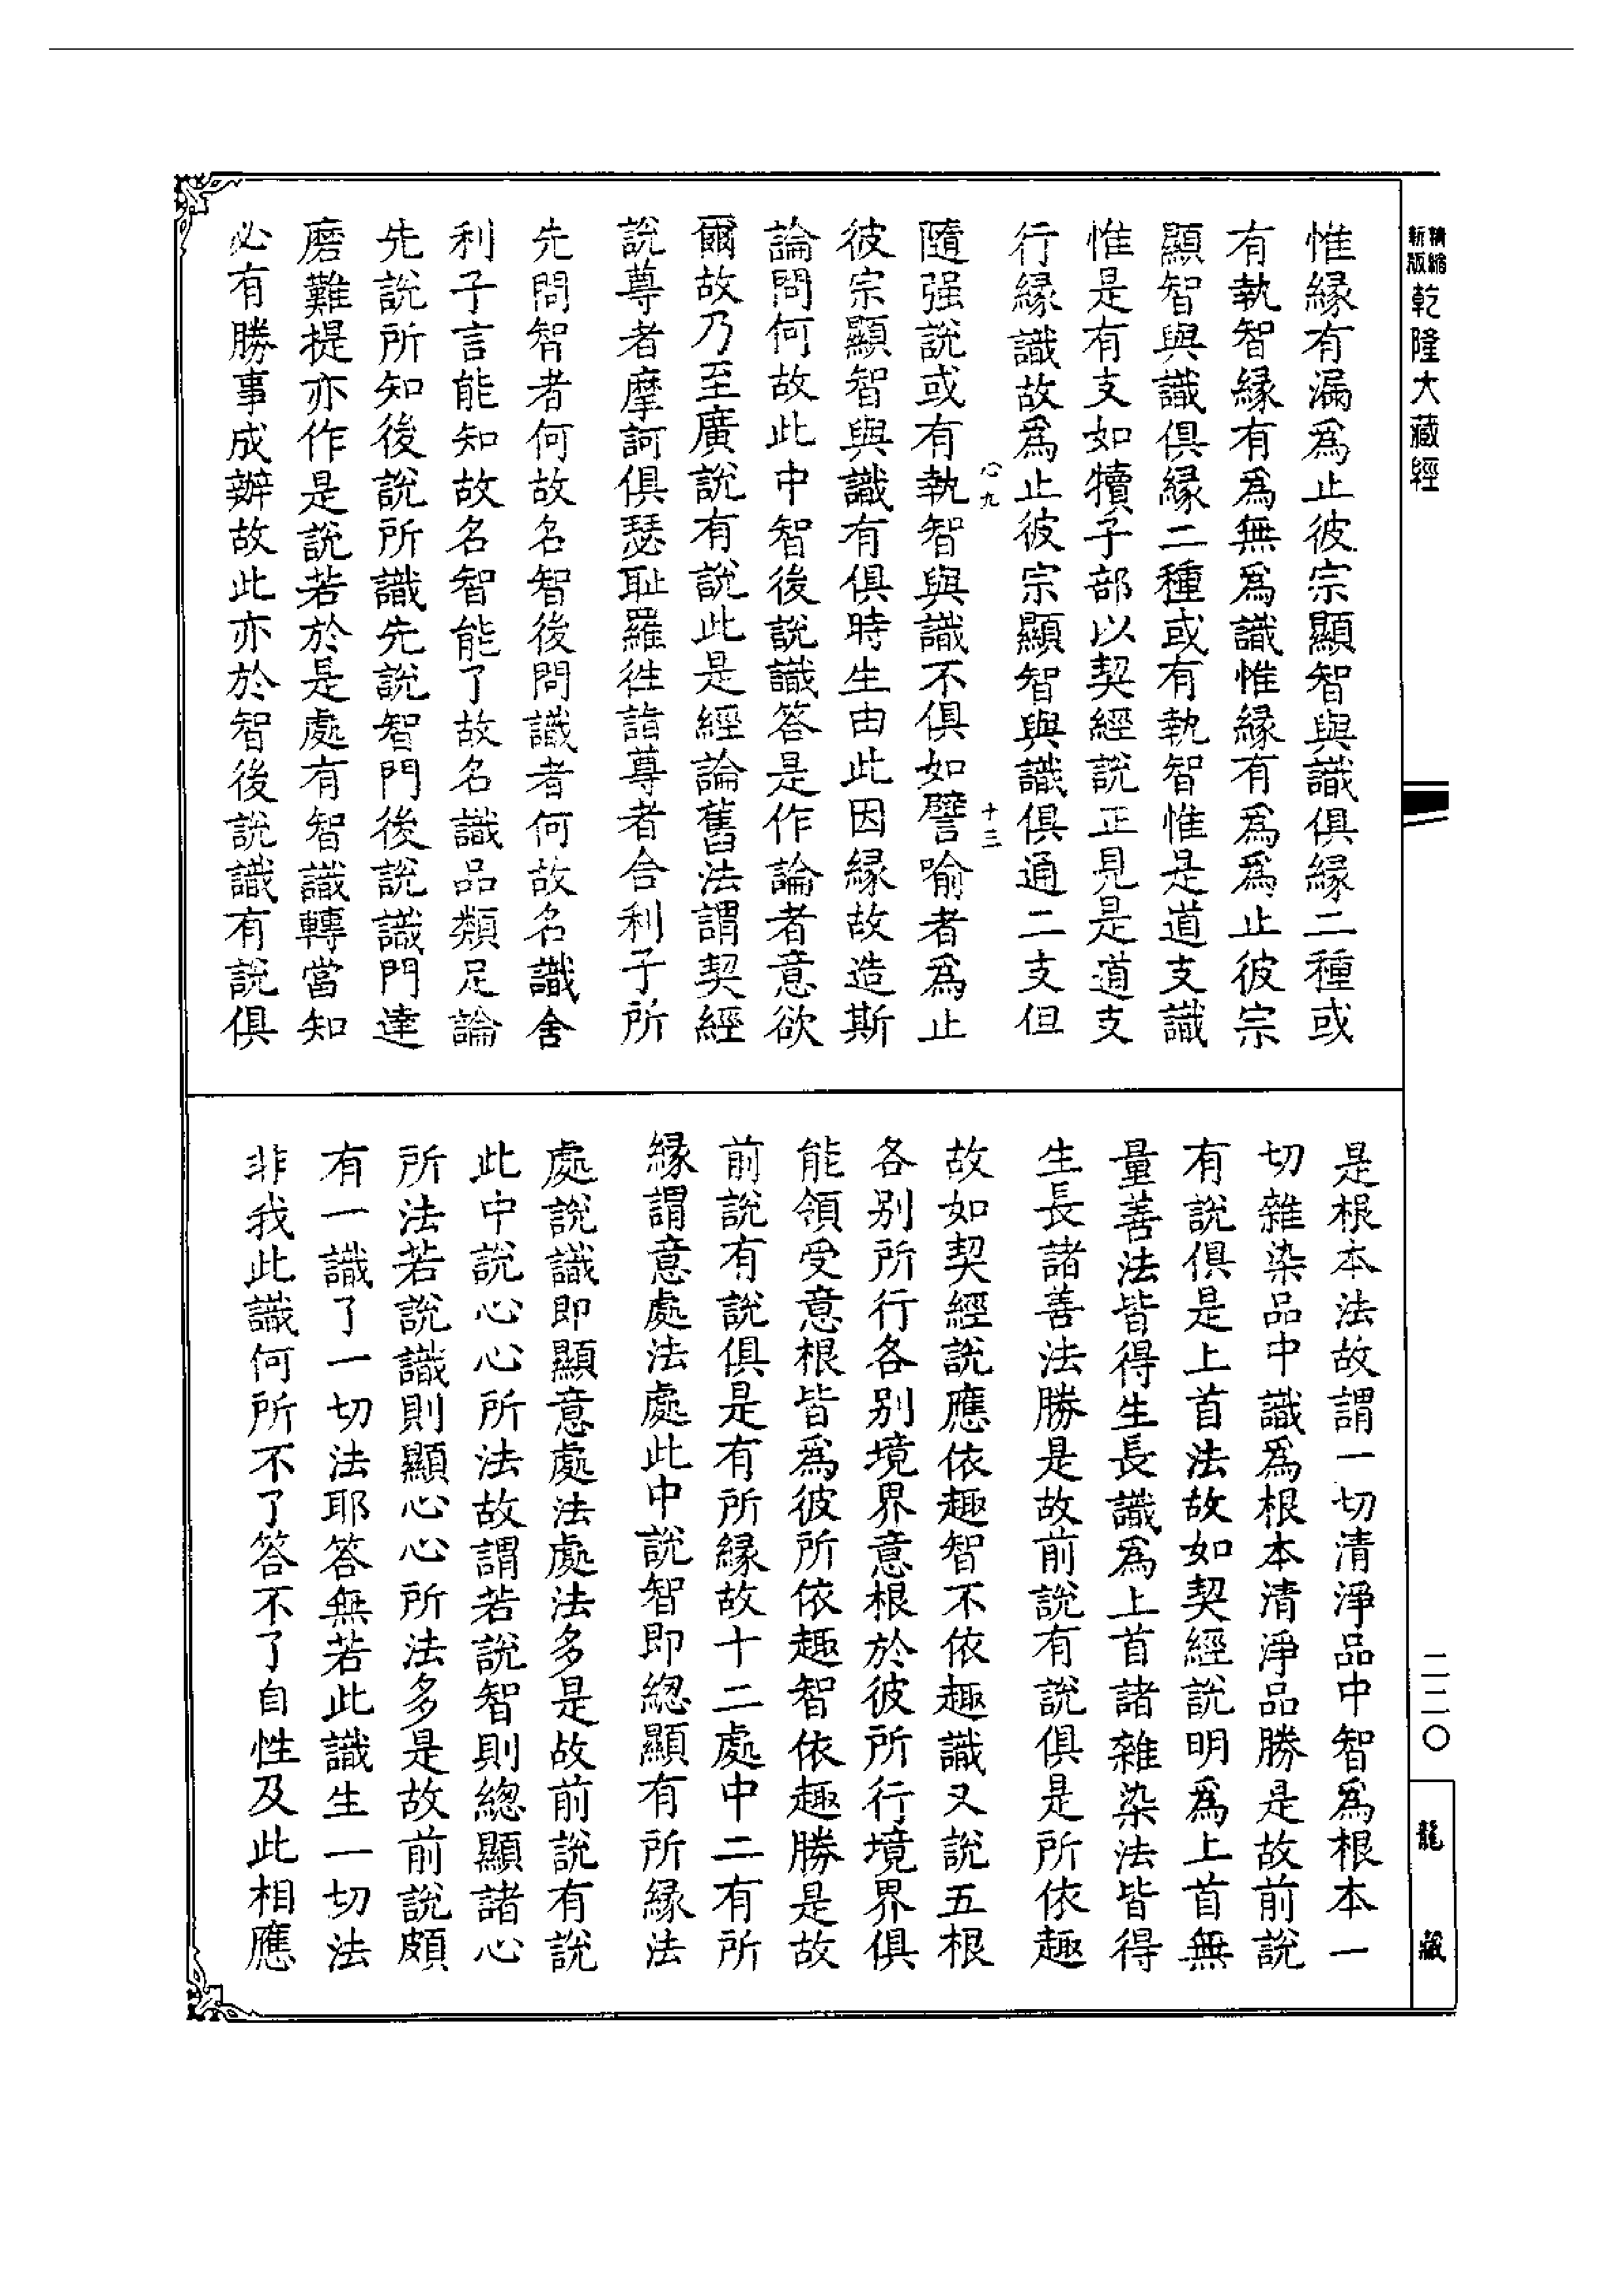 精縮
新版
乾隆大藏經
惟緣有漏爲止彼宗顯智與識俱緣二種或
有執智緣有爲無爲識惟緣有爲爲止彼宗
顯智與識俱緣二種或有執智惟是道支識
惟是有支如犢子部以契經說正見是道支
行緣識故爲止彼宗顯智與識俱通二支但
心九 十三
隨强說或有執智與識不俱如譬喻者爲止
彼宗顯智與識有俱時生由此因緣故造斯
論問何故此中智後說識答是作論者意欲
爾故乃至廣說有說此是經論舊法謂契經
說尊者摩訶俱瑟耻羅往詣尊者舍利子所
先問智者何故名智後問識者何故名識舍
利子言能知故名智能了故名識品類足論
先說所知後說所識先說智門後說識門達
磨難提亦作是說若於是處有智識轉當知
必有勝事成辦故此亦於智後說識有說俱
是根本法故謂一切清淨品中智爲根本一
切雜染品中識爲根本清淨品勝是故前說
有說俱是上首法故如契經說明爲上首無
量善法皆得生長識爲上首諸雜染法皆得
生長諸善法勝是故前說有說俱是所依趣
故如契經說應依趣智不依趣識又說五根
各別所行各別境界意根於彼所行境界俱
能領受意根皆爲彼所依趣智依趣勝是故
前說有說俱是有所緣故十二處中二有所
緣謂意處法處此中說智即總顯有所緣法
處說識即顯意處法處法多是故前說有說
此中說心心所法故謂若說智則總顯諸心
所法若說識則顯心心所法多是故前說頗
有一識了一切法耶答無若此識生一切法
非我此識何所不了答不了自性及此相應
二二〇
龍藏